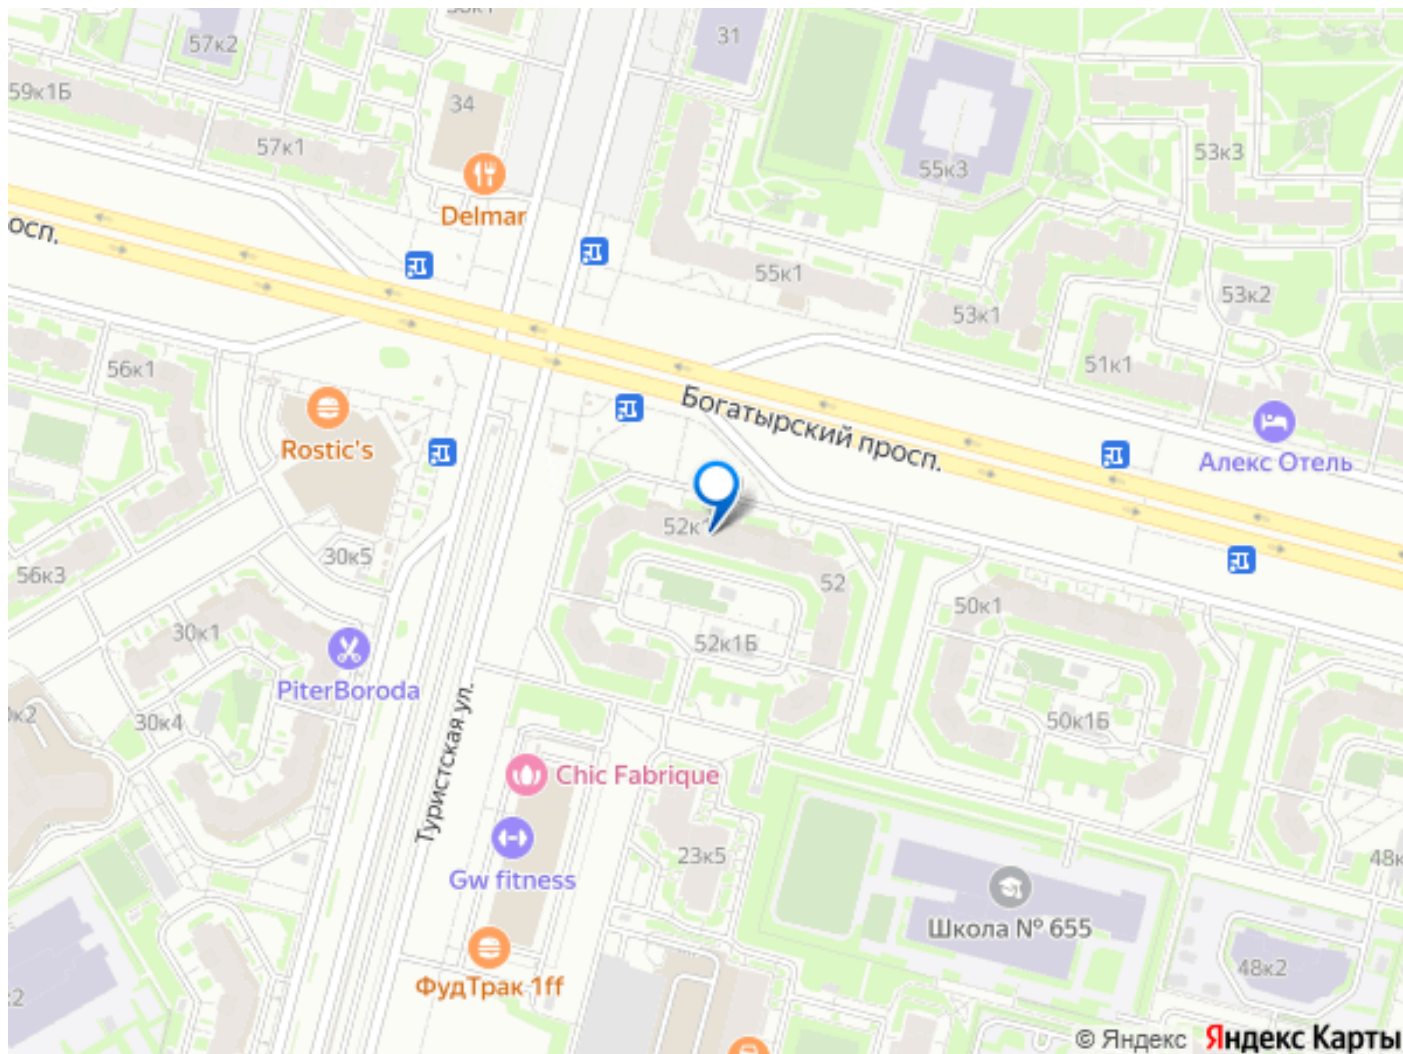 57к2
31
59к1Б
34
57к1
55к3
53к3
Delmar
осп.
55к1
53к2
53к1
56к1
51к1
Богатырский просп.
Rostic's
Алекс Отель
52к1
30к5
56к3
52
50к1
30к1
52к1Б
PiterBoroda
30к4
50к1Б
Туристская ул.
Chic Fabrique
23к5
Gw fitness
Школа № 655
48к2
ФудТрак 1ff
© Яндекс Яндекс Карты